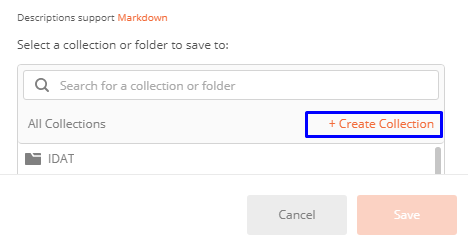 Descriptions support Markdown
Select a collection or folder to save to:
Search for a collection or folder
All Collections + Create Collection
IDAT
Cancel Save